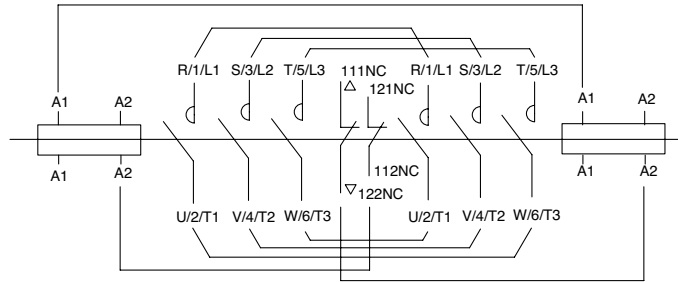 R/1/L1 S/3/L2 T/5/L3 111NC R/1/L1 S/3/L2 T/5/L3
121NC
A1 A2 A1 A2
A1 A2 A1 A2
112NC
122NC
U/2/T1 V/4/T2 W/6/T3 U/2/T1 V/4/T2 W/6/T3